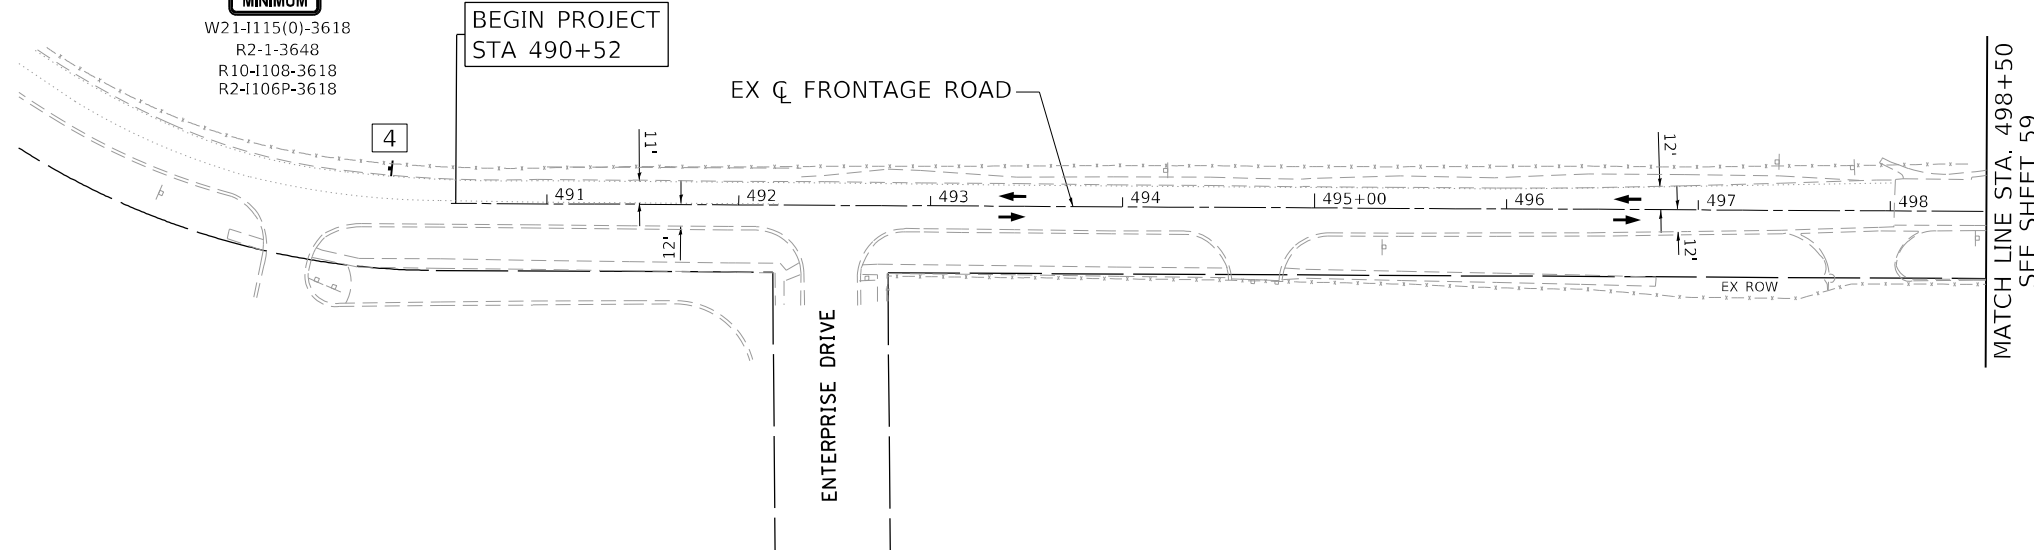 MINIMUM
W21-I115(0)-3618
R2-1-3648
R10-I108-3618
R2-I106P-3618
BEGIN PROJECT
STA 490+52
EX ℄ FRONTAGE ROAD
4
11'
12'
12'
12'
491
492
493
494
495+00
496
497
498
EX ROW
ENTERPRISE DRIVE
MATCH LINE STA. 498+50
SEE SHEET 59